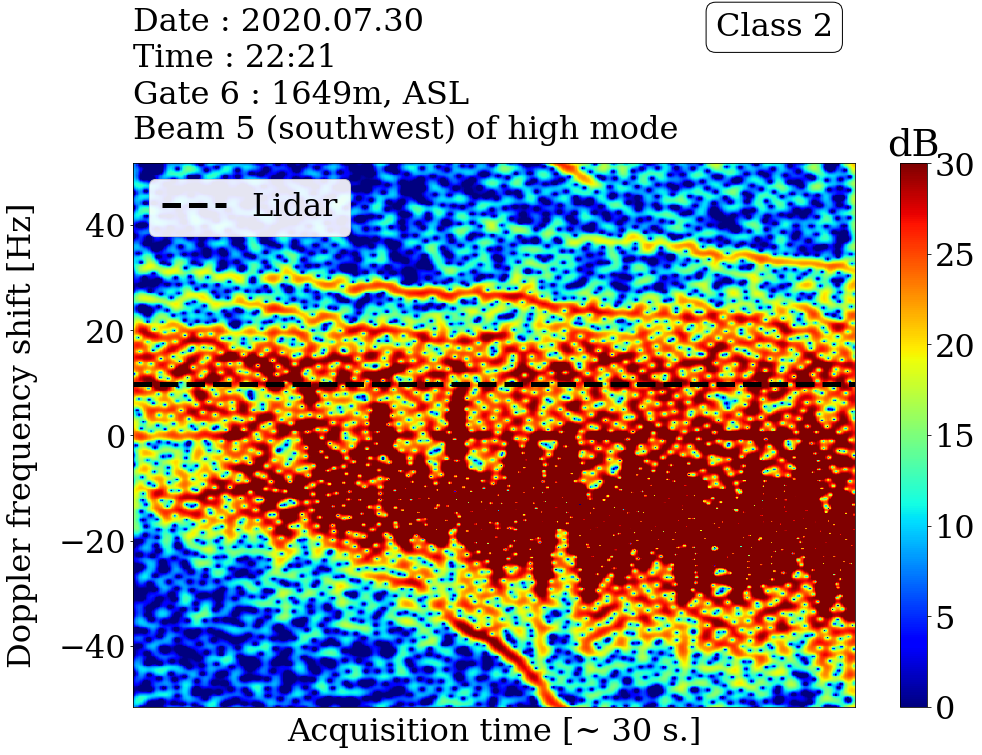 Date : 2020.07.30
Time : 22:21
Gate 6 : 1649m, ASL
Beam 5 (southwest) of high mode
Class 2
dB
Lidar
Doppler frequency shift [Hz]
40
20
0
−20
−40
Acquisition time [~ 30 s.]
30
25
20
15
10
5
0